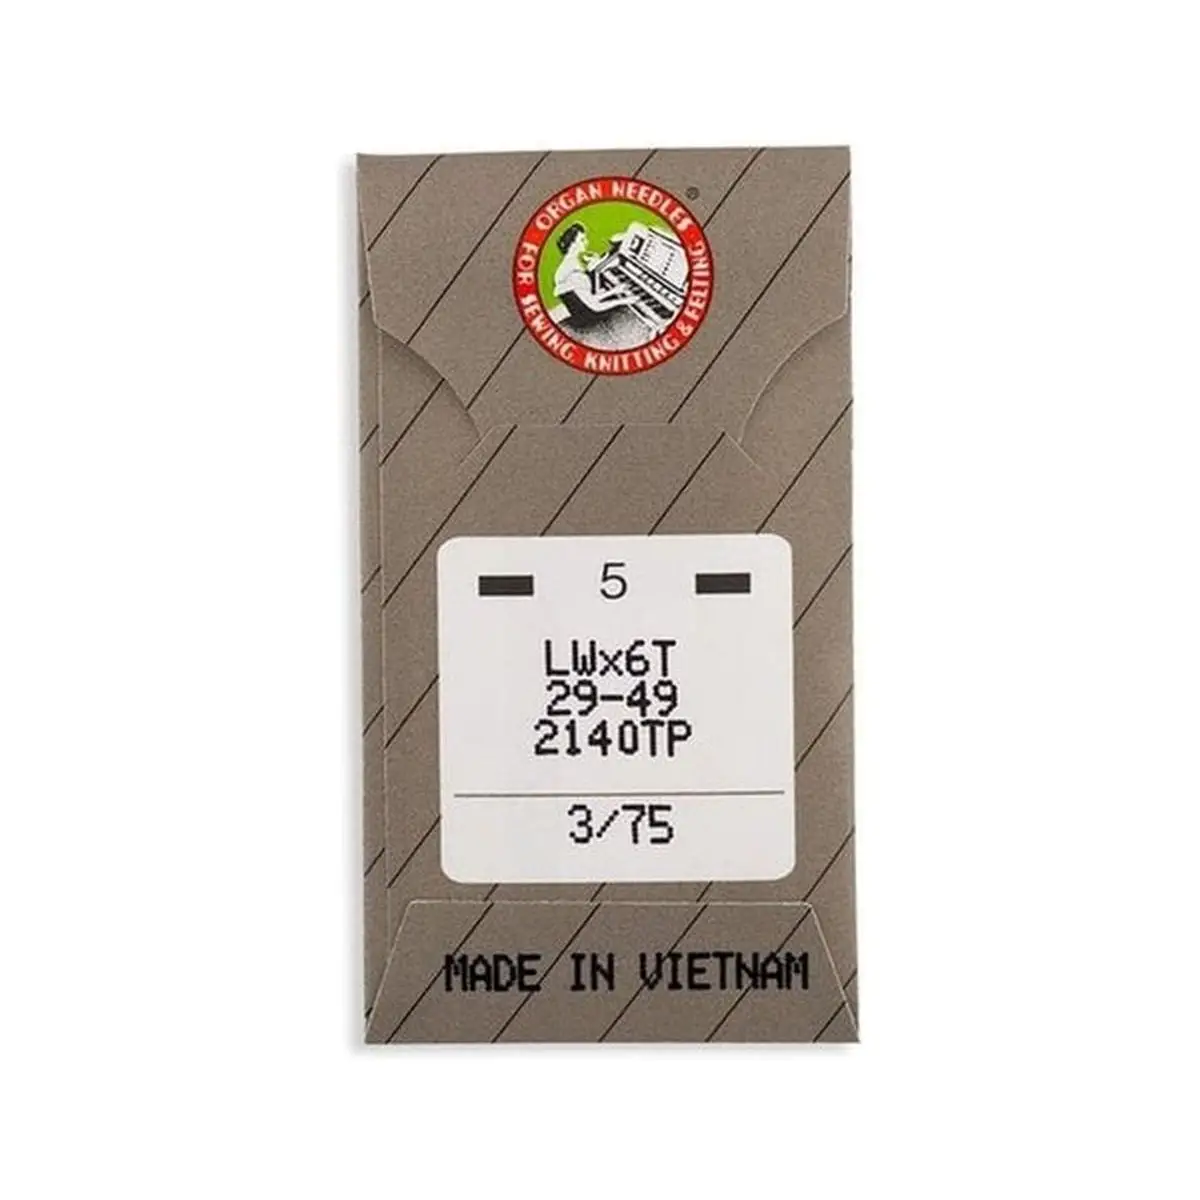 ORGAN NEEDLES ®
FOR SEWING KNITTING & FELTING
5
LWx6T
29-49
2140TP
3/75
MADE IN VIETNAM